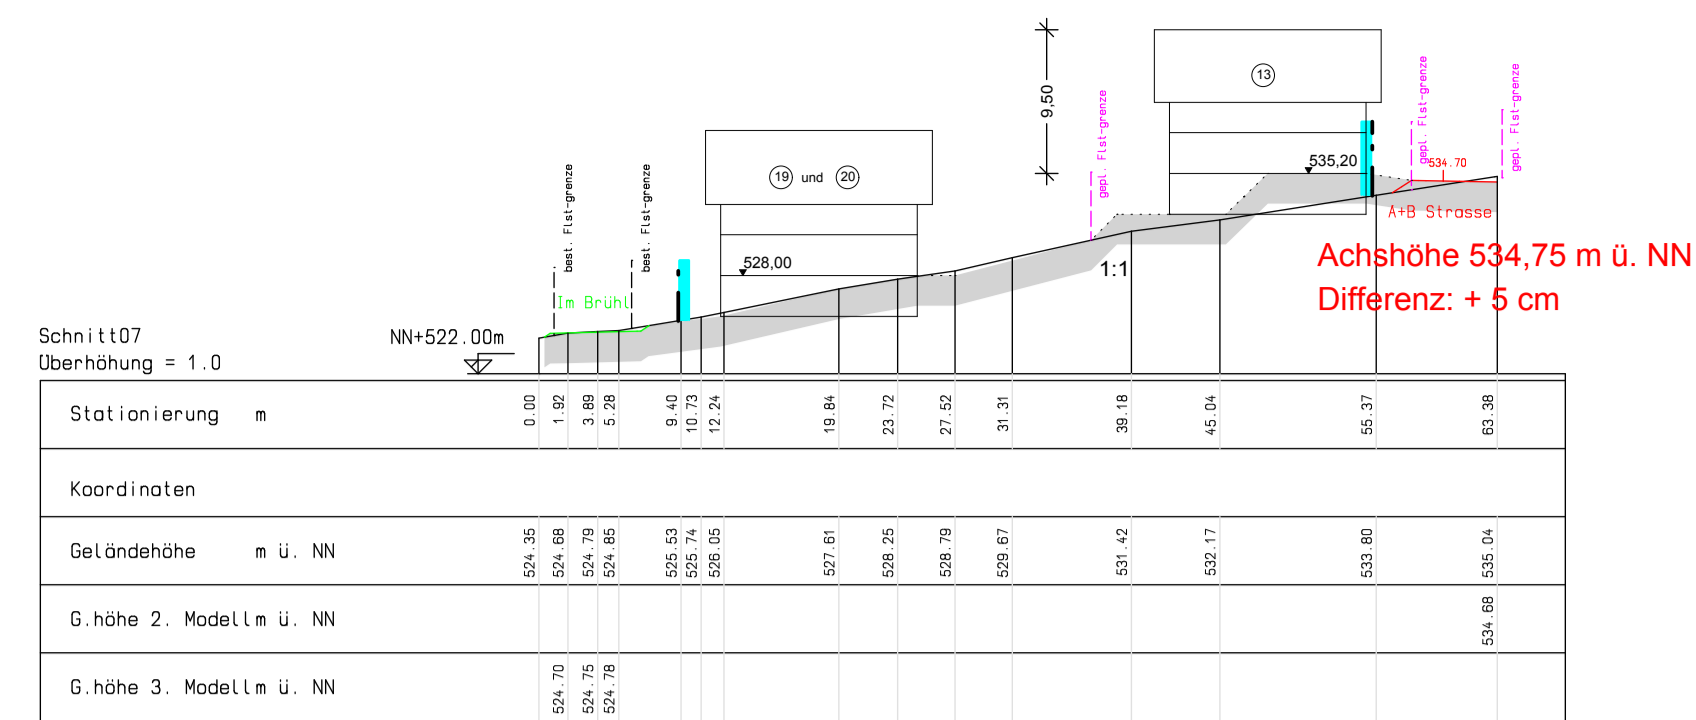 9,50
13
19 und 20
best. Flst-grenze
best. Flst-grenze
gepl. Flst-grenze
gepl. Flst-grenze
gepl. Flst-grenze
535,20
534.70
528,00
A+B Strasse
Achshöhe 534,75 m ü. NN
Differenz: + 5 cm
1:1
Im Brühl
Schnitt07
Überhöhung = 1.0
NN+522.00m
Stationierung m 0.00 1.92 3.89 5.28 9.40 10.73 12.24 19.84 23.72 27.52 31.31 39.18 45.04 55.37 63.38
Koordinaten
Geländehöhe m ü. NN 524.35 524.68 524.79 524.85 525.53 525.74 526.05 527.61 528.25 528.79 529.67 531.42 532.17 533.80 535.04
G.höhe 2. Modell m ü. NN 534.68
G.höhe 3. Modell m ü. NN 524.70 524.75 524.78